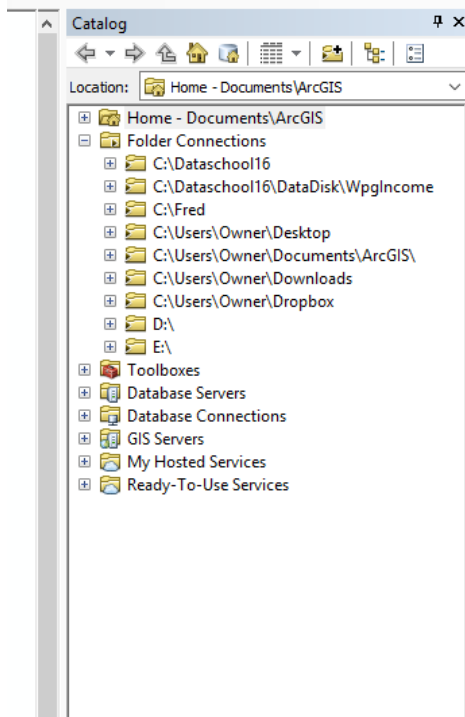 Catalog
Location: Home - Documents\ArcGIS
Home - Documents\ArcGIS
Folder Connections
C:\Dataschool16
C:\Dataschool16\DataDisk\WpgIncome
C:\Fred
C:\Users\Owner\Desktop
C:\Users\Owner\Documents\ArcGIS\
C:\Users\Owner\Downloads
C:\Users\Owner\Dropbox
D:\
E:\
Toolboxes
Database Servers
Database Connections
GIS Servers
My Hosted Services
Ready-To-Use Services